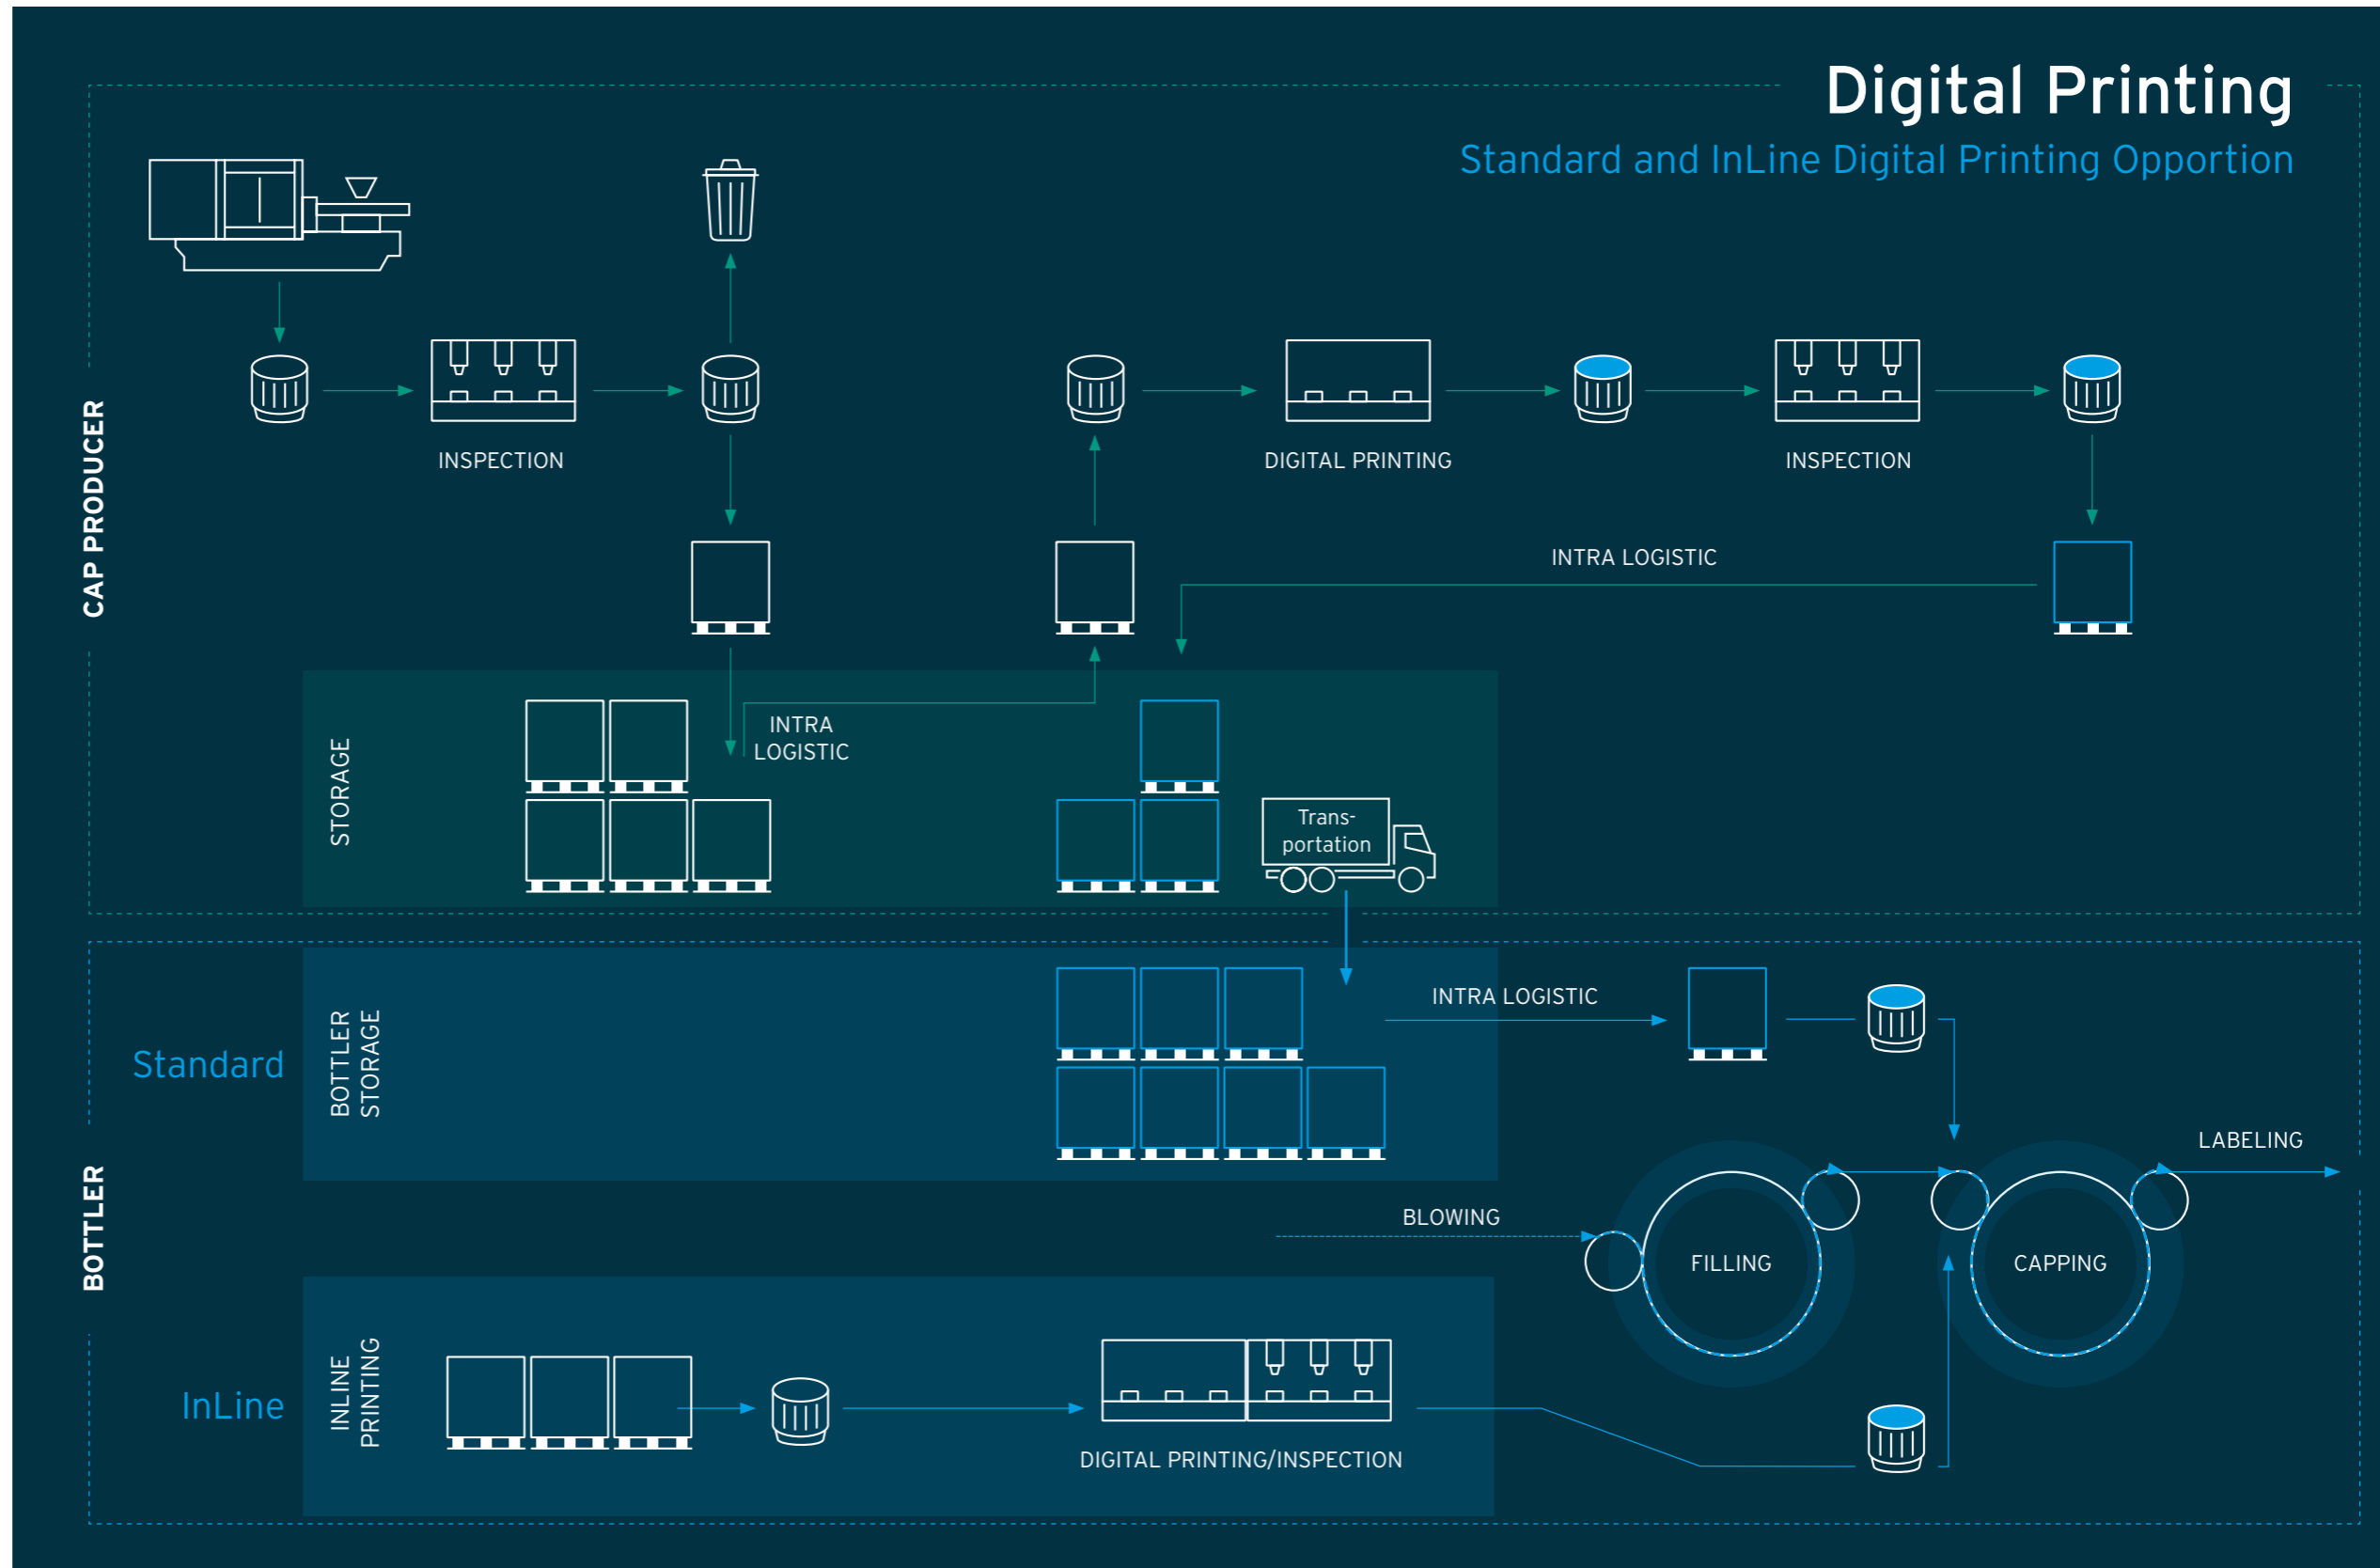 Digital Printing
Standard and InLine Digital Printing Opportion
CAP PRODUCER
INSPECTION
DIGITAL PRINTING
INSPECTION
INTRA LOGISTIC
STORAGE
INTRA
LOGISTIC
Trans-
portation
BOTTLER
Standard
BOTTLER
STORAGE
INTRA LOGISTIC
LABELING
BLOWING
FILLING
CAPPING
InLine
INLINE
PRINTING
DIGITAL PRINTING/INSPECTION